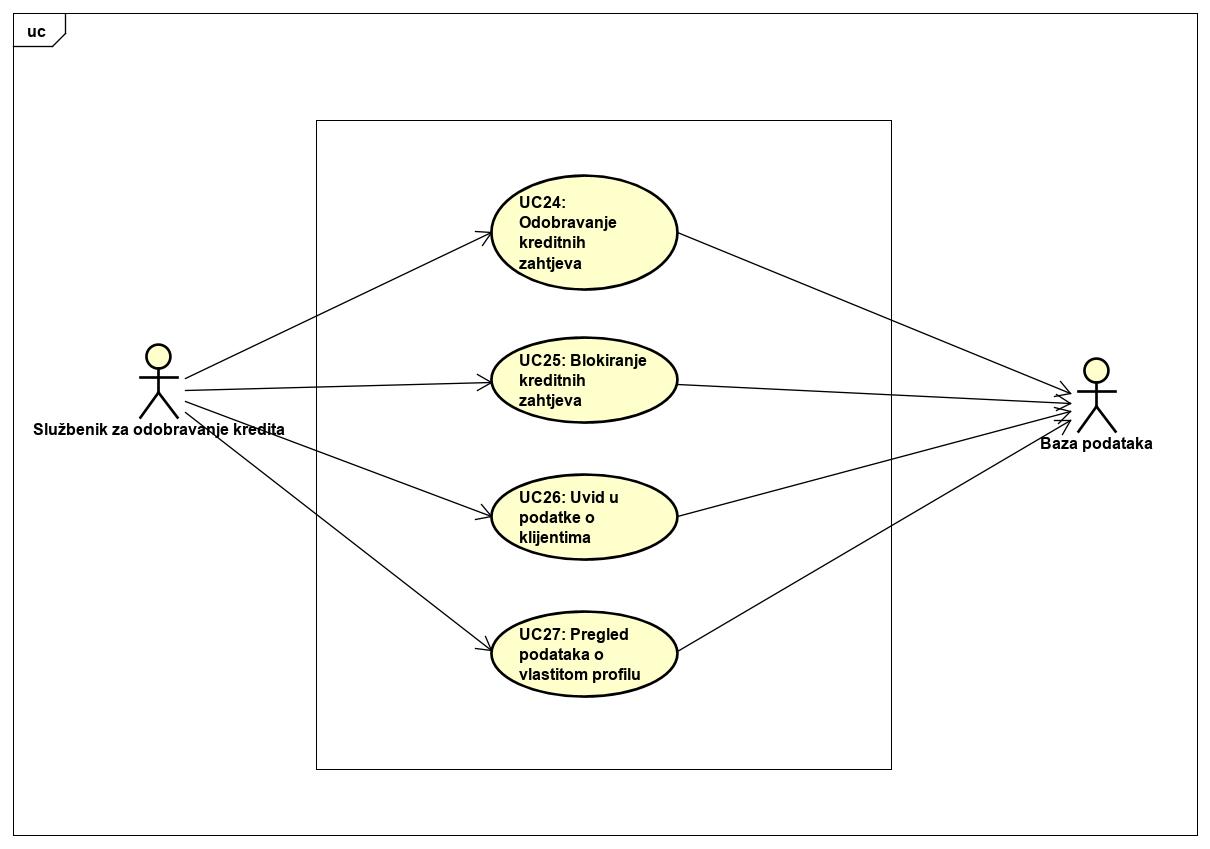 uc
UC24:
Odobravanje
kreditnih
zahtjeva
UC25: Blokiranje
kreditnih
zahtjeva
Službenik za odobravanje kredita
Baza podataka
UC26: Uvid u
podatke o
klijentima
UC27: Pregled
podataka o
vlastitom profilu